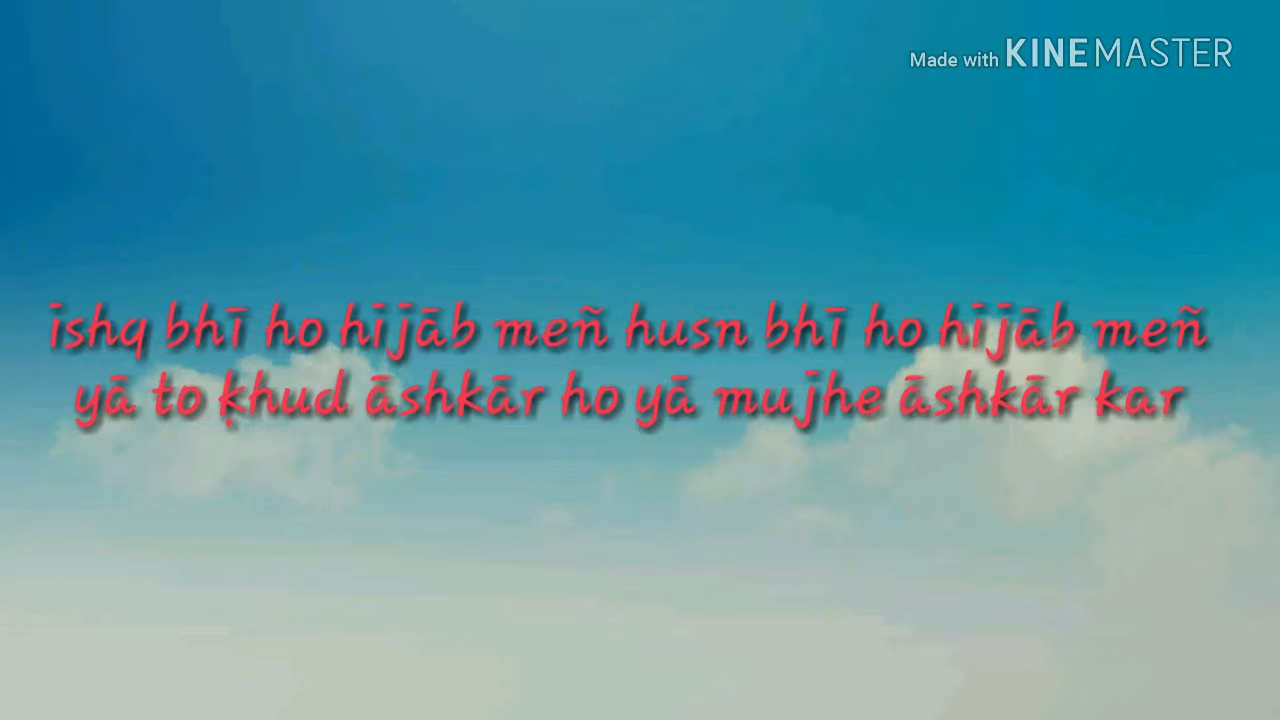 Made with KINEMASTER
ishq bhī ho hijāb meñ husn bhī ho hijāb meñ
yā to ḳhud āshkār ho yā mujhe āshkār kar